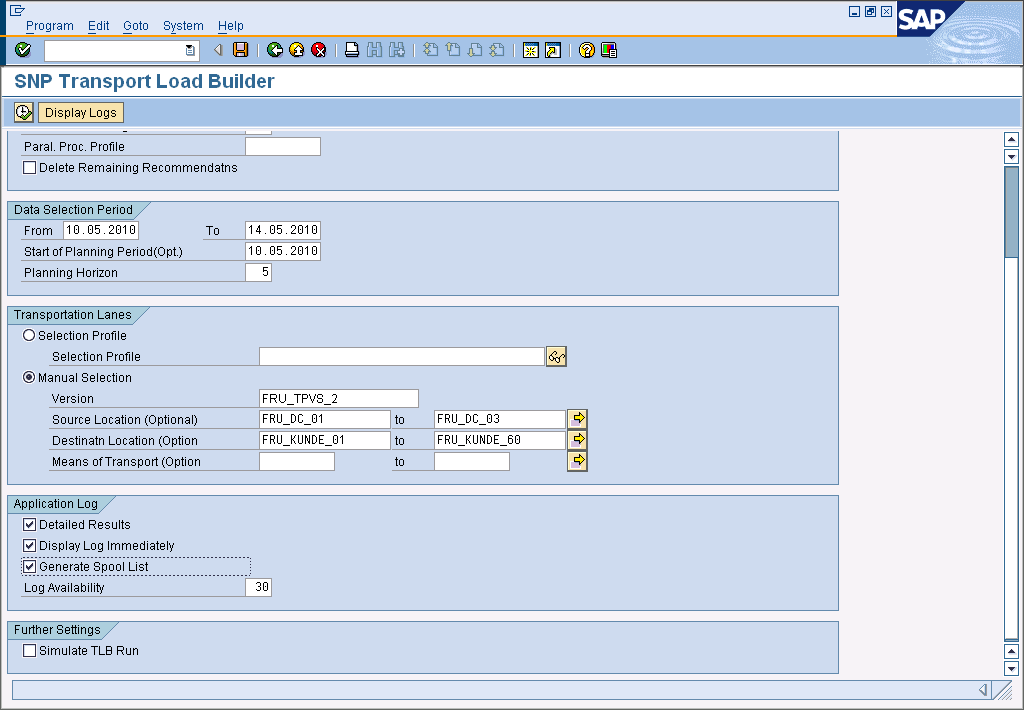 Program Edit Goto System Help
SAP
SNP Transport Load Builder
Display Logs
Paral. Proc. Profile
Delete Remaining Recommendatns
Data Selection Period
From 10.05.2010 To 14.05.2010
Start of Planning Period(Opt.) 10.05.2010
Planning Horizon 5
Transportation Lanes
Selection Profile
Selection Profile
Manual Selection
Version FRU_TPVS_2
Source Location (Optional) FRU_DC_01 to FRU_DC_03
Destinatn Location (Option FRU_KUNDE_01 to FRU_KUNDE_60
Means of Transport (Option to
Application Log
Detailed Results
Display Log Immediately
Generate Spool List
Log Availability 30
Further Settings
Simulate TLB Run